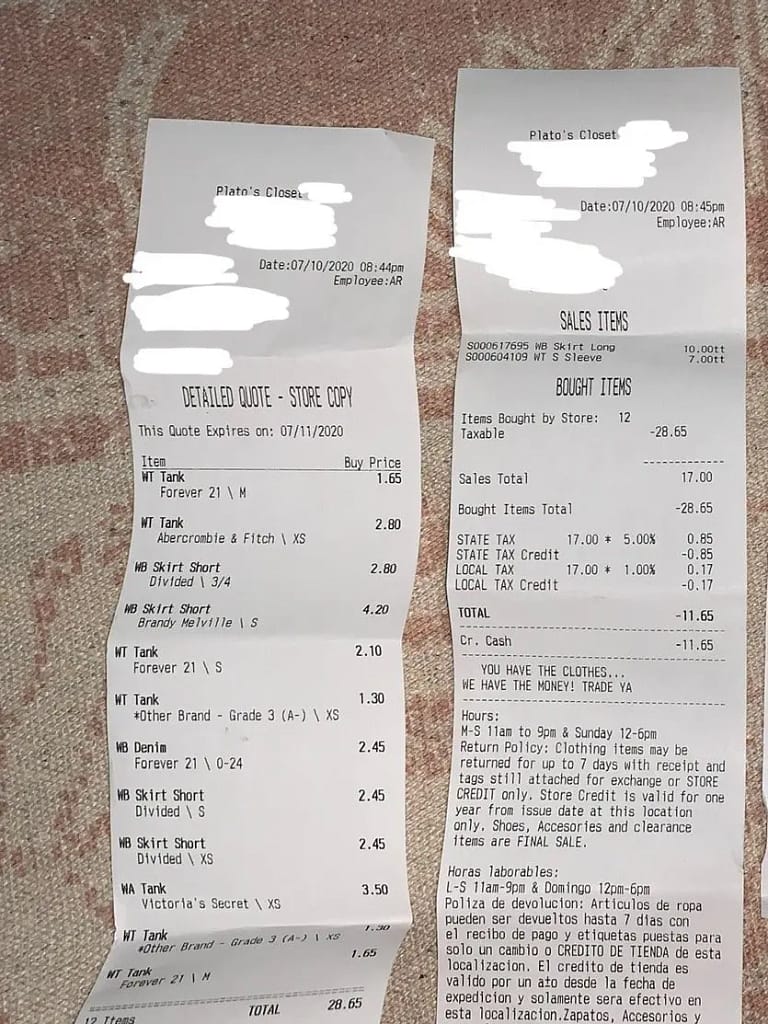 Plato's Closet
Date:07/10/2020 08:44pm
Employee:AR
DETAILED QUOTE - STORE COPY
This Quote Expires on: 07/11/2020
Item Buy Price
WT Tank 1.65
Forever 21 \ M
WT Tank 2.80
Abercrombie & Fitch \ XS
WB Skirt Short 2.80
Divided \ 3/4
WB Skirt Short 4.20
Brandy Melville \ S
WT Tank 2.10
Forever 21 \ S
WT Tank 1.30
*Other Brand - Grade 3 (A-) \ XS
WB Denim 2.45
Forever 21 \ 0-24
WB Skirt Short 2.45
Divided \ S
WB Skirt Short 2.45
Divided \ XS
WA Tank 3.50
Victoria's Secret \ XS
WT Tank 1.30
*Other Brand - Grade 3 (A-) \ XS
WT Tank 1.65
Forever 21 \ M
12 Items TOTAL 28.65
Plato's Closet
Date:07/10/2020 08:45pm
Employee:AR
SALES ITEMS
S000617695 WB Skirt Long 10.00tt
S000604109 WT S Sleeve 7.00tt
BOUGHT ITEMS
Items Bought by Store: 12
Taxable -28.65
Sales Total 17.00
Bought Items Total -28.65
STATE TAX 17.00 * 5.00% 0.85
STATE TAX Credit -0.85
LOCAL TAX 17.00 * 1.00% 0.17
LOCAL TAX Credit -0.17
TOTAL -11.65
Cr. Cash -11.65
YOU HAVE THE CLOTHES...
WE HAVE THE MONEY! TRADE YA
Hours:
M-S 11am to 9pm & Sunday 12-6pm
Return Policy: Clothing items may be
returned for up to 7 days with receipt and
tags still attached for exchange or STORE
CREDIT only. Store Credit is valid for one
year from issue date at this location
only. Shoes, Accesories and clearance
items are FINAL SALE.
Horas laborables:
L-S 11am-9pm & Domingo 12pm-6pm
Poliza de devolucion: Articulos de ropa
pueden ser devueltos hasta 7 dias con
el recibo de pago y etiquetas puestas para
solo un cambio o CREDITO DE TIENDA de esta
localizacion. El credito de tienda es
valido por un año desde la fecha de
expedicion y solamente sera efectivo en
esta localizacion.Zapatos, Accesorios y